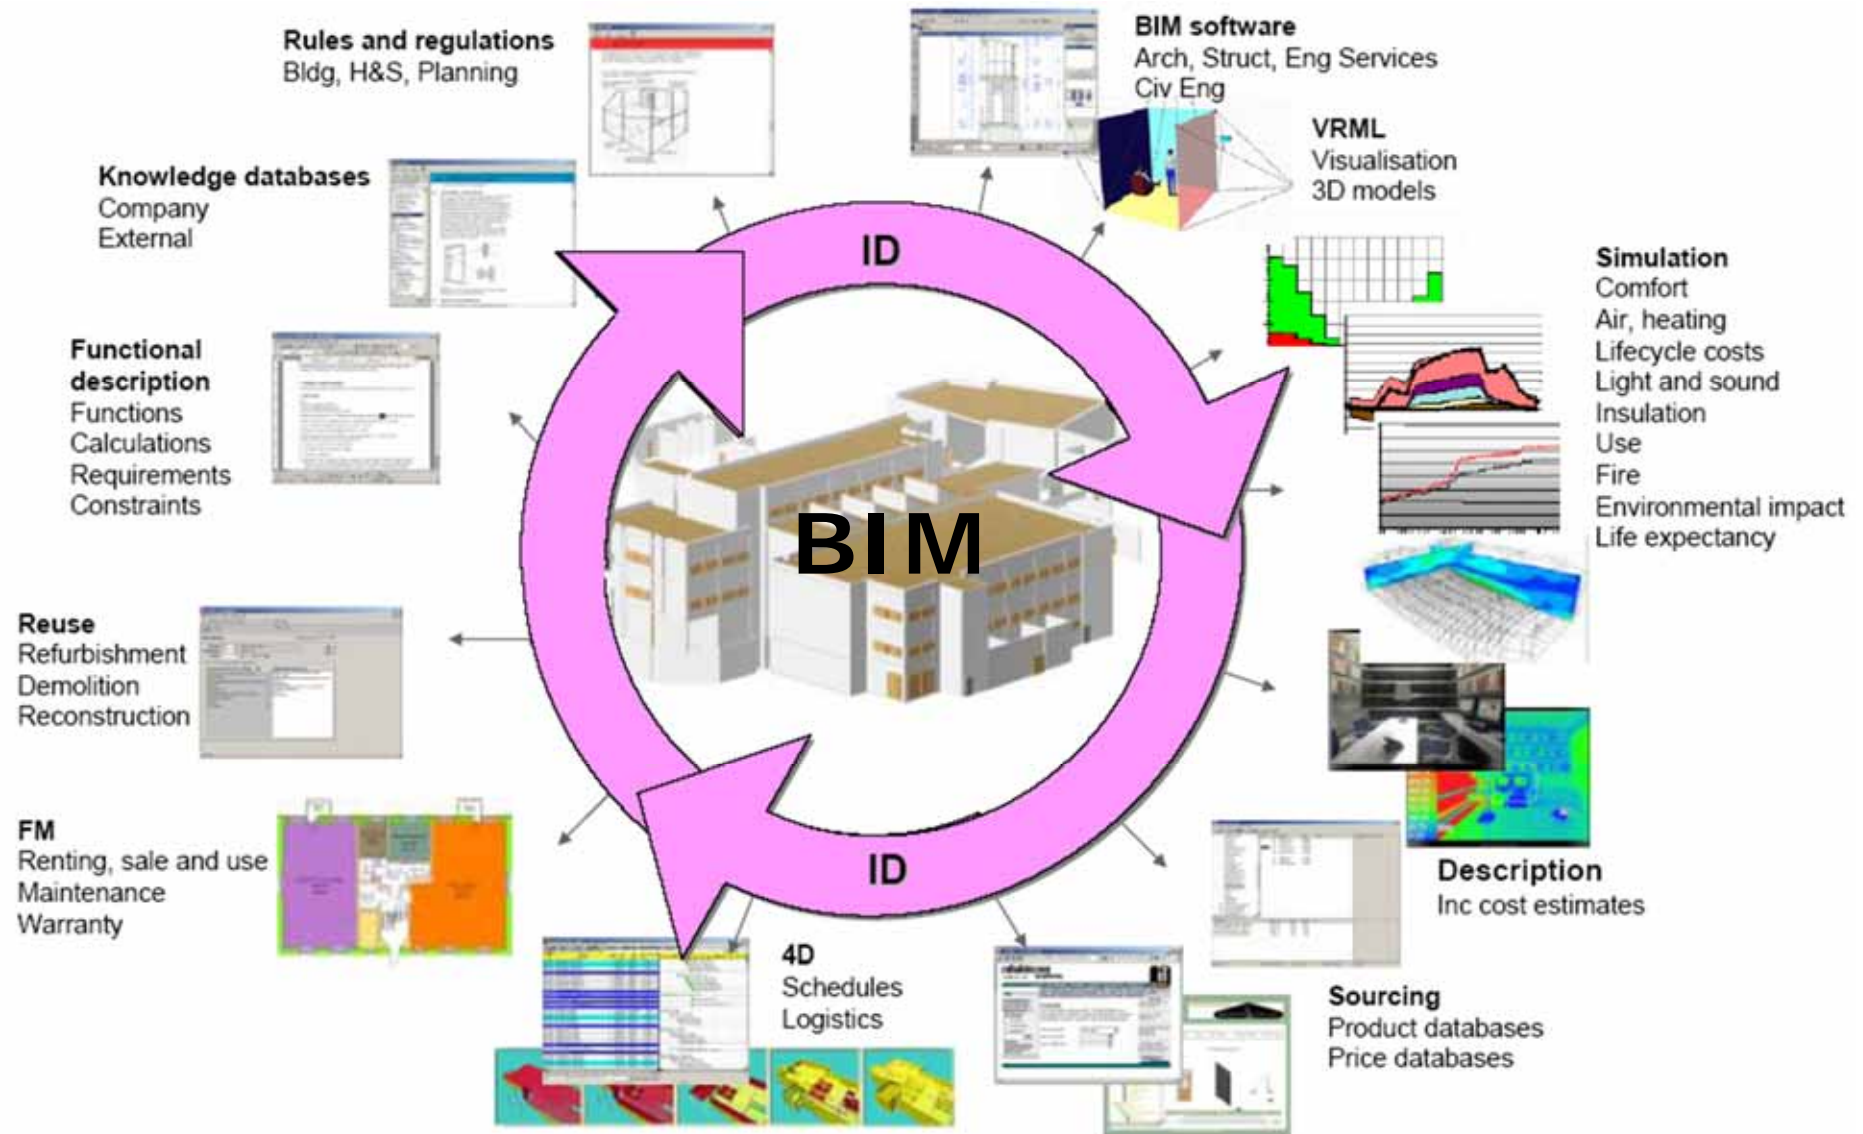 Rules and regulations
Bldg, H&S, Planning
BIM software
Arch, Struct, Eng Services
Civ Eng
VRML
Visualisation
3D models
Knowledge databases
Company
External
ID
Simulation
Comfort
Air, heating
Lifecycle costs
Light and sound
Insulation
Use
Fire
Environmental impact
Life expectancy
Functional
description
Functions
Calculations
Requirements
Constraints
BIM
Reuse
Refurbishment
Demolition
Reconstruction
FM
Renting, sale and use
Maintenance
Warranty
ID
Description
Inc cost estimates
4D
Schedules
Logistics
Sourcing
Product databases
Price databases